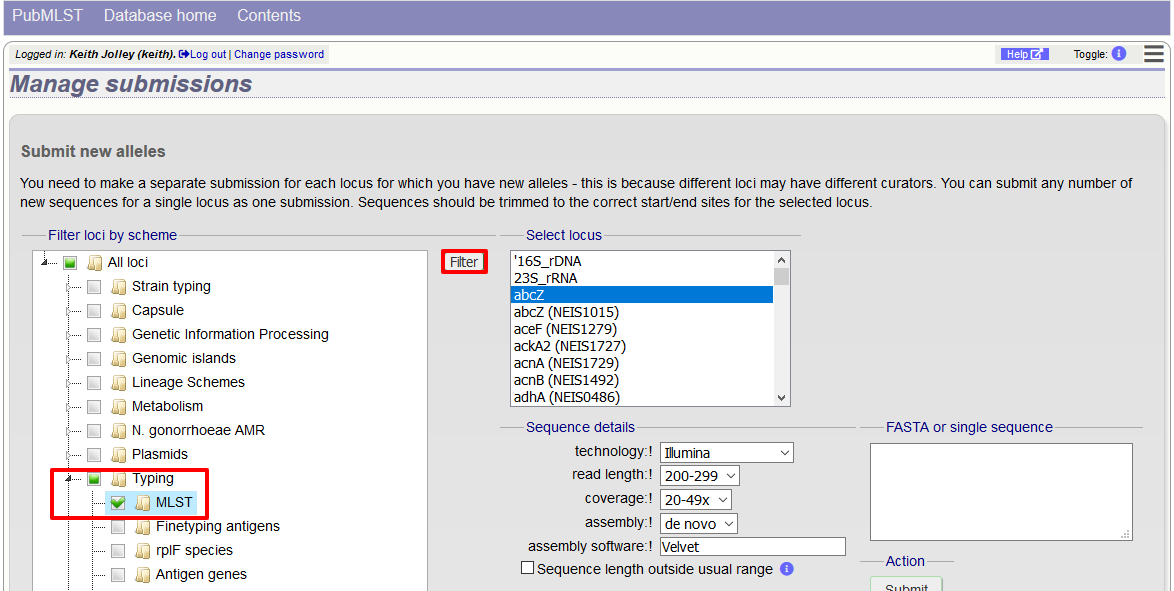 PubMLST Database home Contents
Logged in: Keith Jolley (keith). Log out | Change password Help Toggle: i
Manage submissions
Submit new alleles
You need to make a separate submission for each locus for which you have new alleles - this is because different loci may have different curators. You can submit any number of
new sequences for a single locus as one submission. Sequences should be trimmed to the correct start/end sites for the selected locus.
Filter loci by scheme
All loci
Strain typing
Capsule
Genetic Information Processing
Genomic islands
Lineage Schemes
Metabolism
N. gonorrhoeae AMR
Plasmids
Typing
MLST
Finetyping antigens
rplF species
Antigen genes
Filter
Select locus
'16S_rDNA
23S_rRNA
abcZ
abcZ (NEIS1015)
aceF (NEIS1279)
ackA2 (NEIS1727)
acnA (NEIS1729)
acnB (NEIS1492)
adhA (NEIS0486)
Sequence details
technology:! Illumina
read length:! 200-299
coverage:! 20-49x
assembly:! de novo
assembly software:! Velvet
Sequence length outside usual range i
FASTA or single sequence
Action
Submit